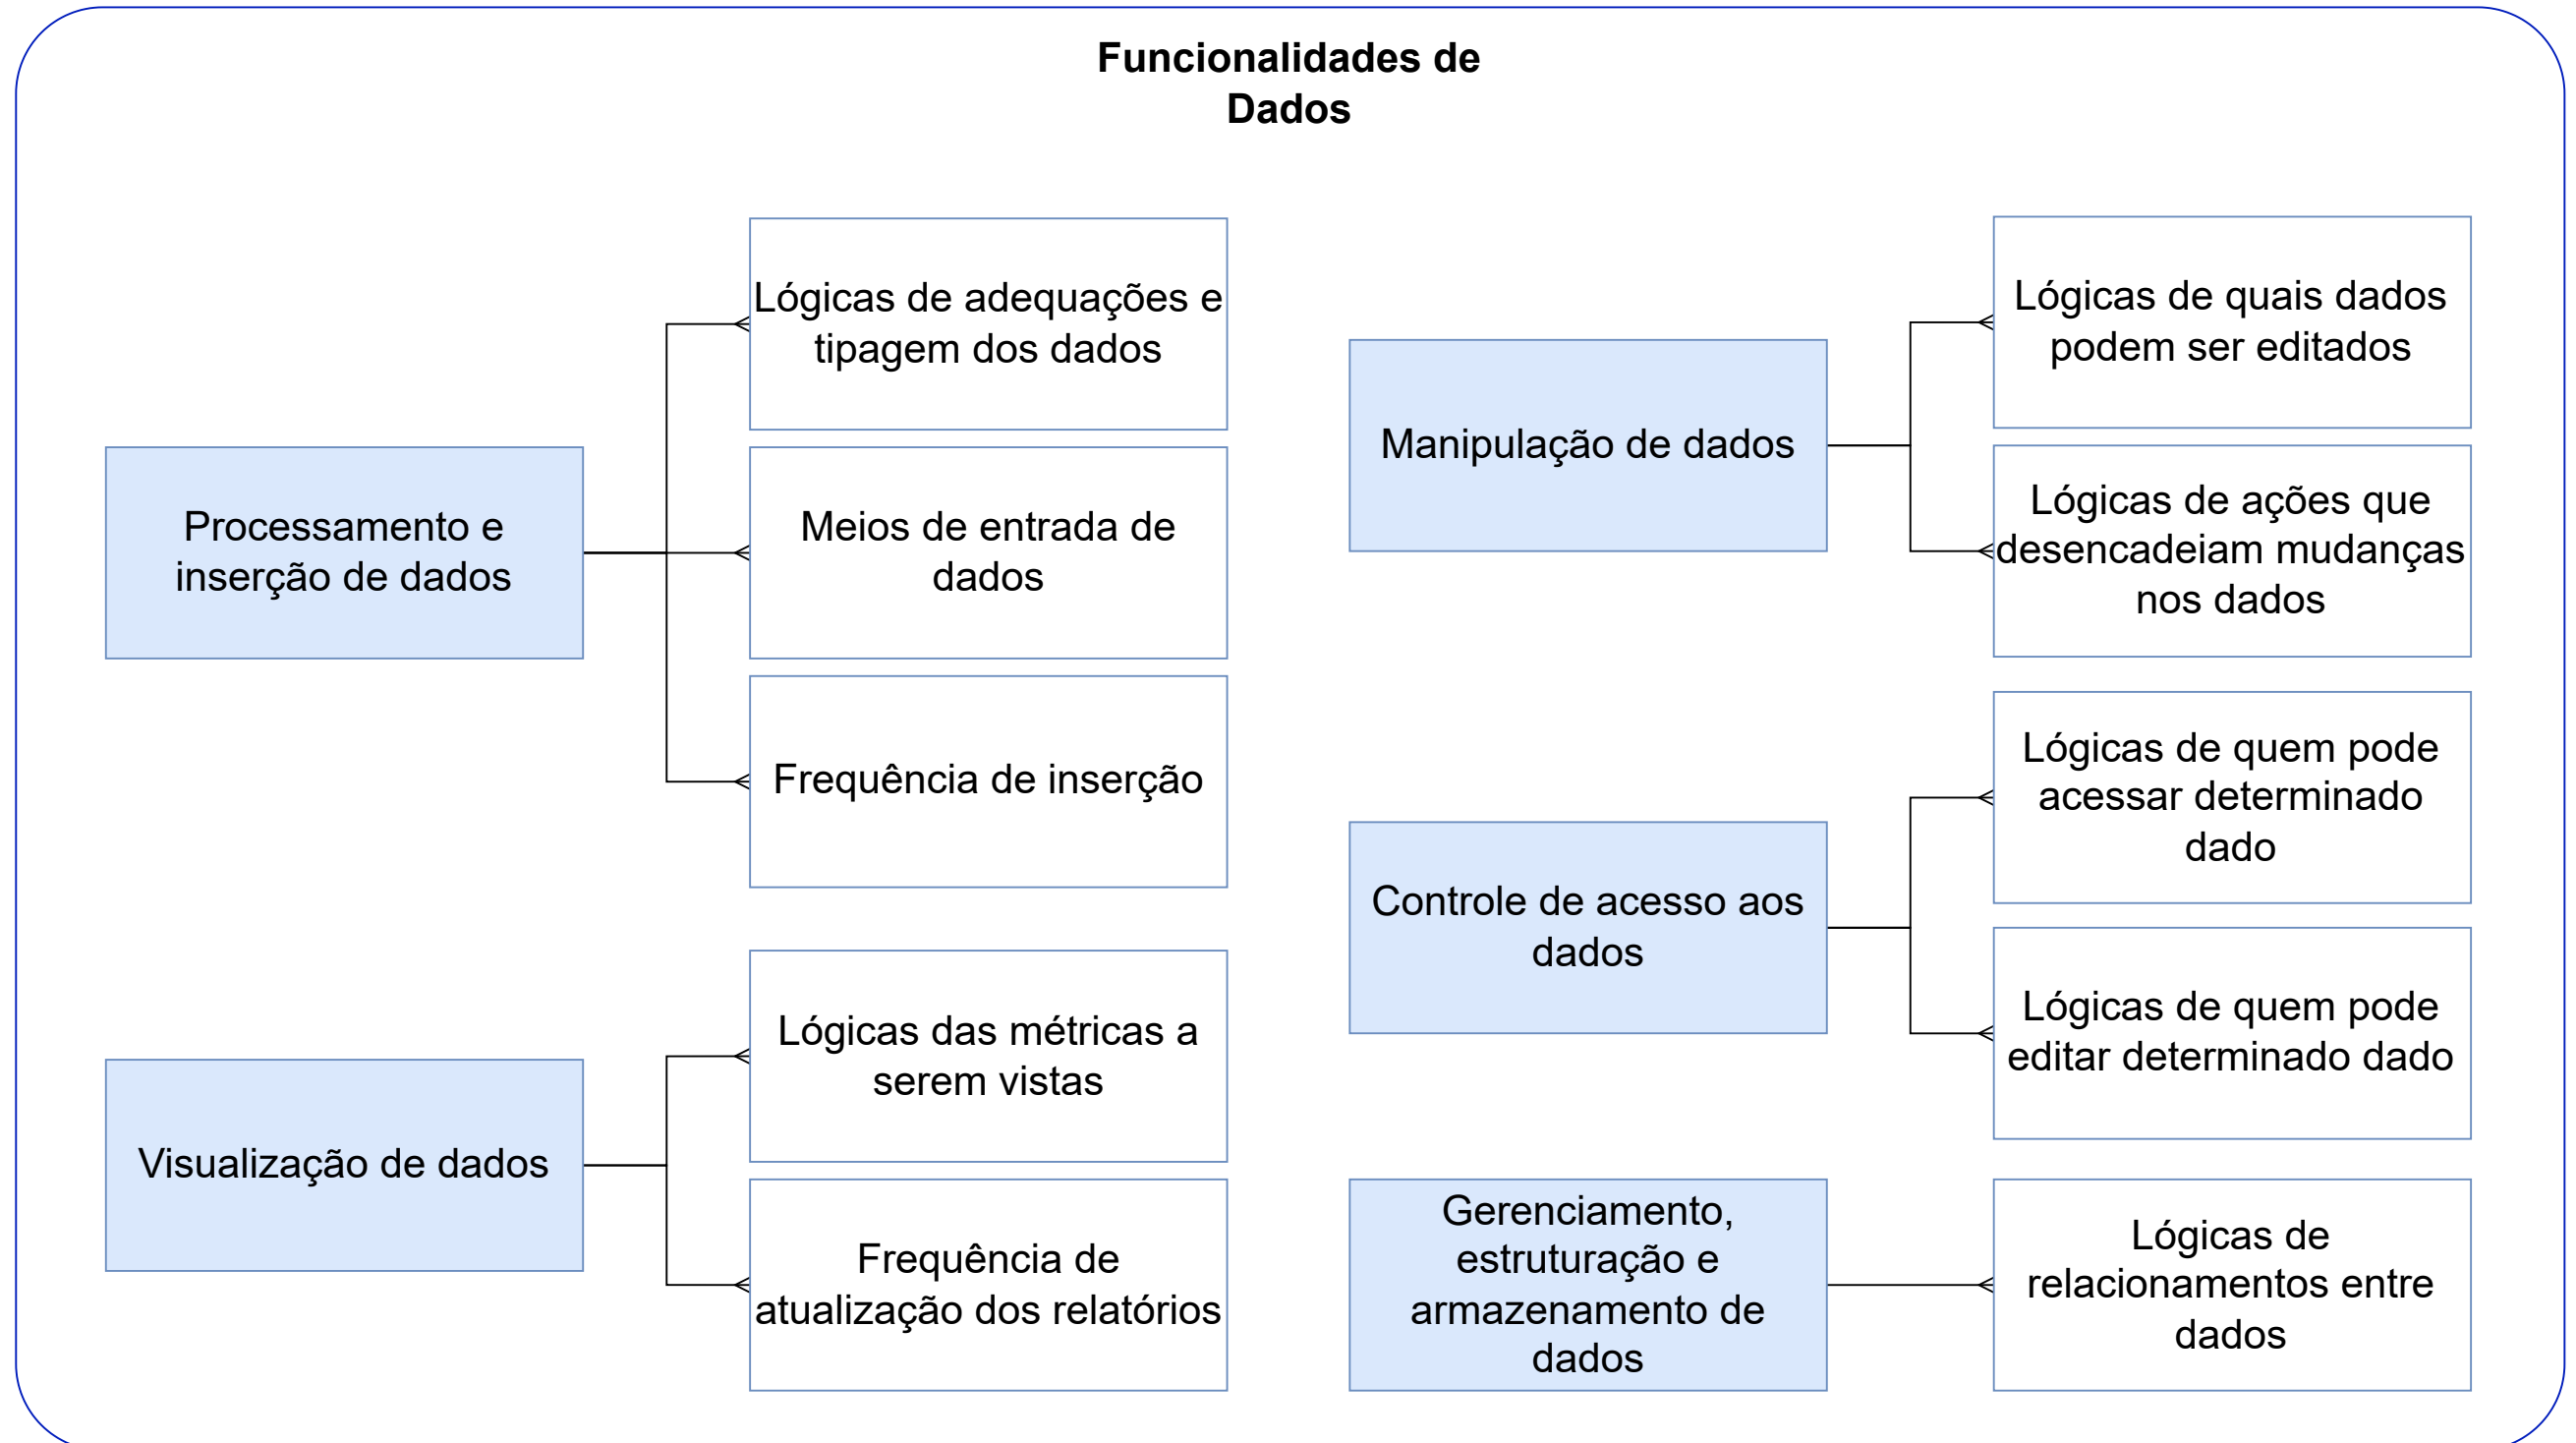 Funcionalidades de
Dados
Processamento e
inserção de dados
Lógicas de adequações e
tipagem dos dados
Meios de entrada de
dados
Frequência de inserção
Visualização de dados
Lógicas das métricas a
serem vistas
Frequência de
atualização dos relatórios
Manipulação de dados
Lógicas de quais dados
podem ser editados
Lógicas de ações que
desencadeiam mudanças
nos dados
Controle de acesso aos
dados
Lógicas de quem pode
acessar determinado
dado
Lógicas de quem pode
editar determinado dado
Gerenciamento,
estruturação e
armazenamento de
dados
Lógicas de
relacionamentos entre
dados